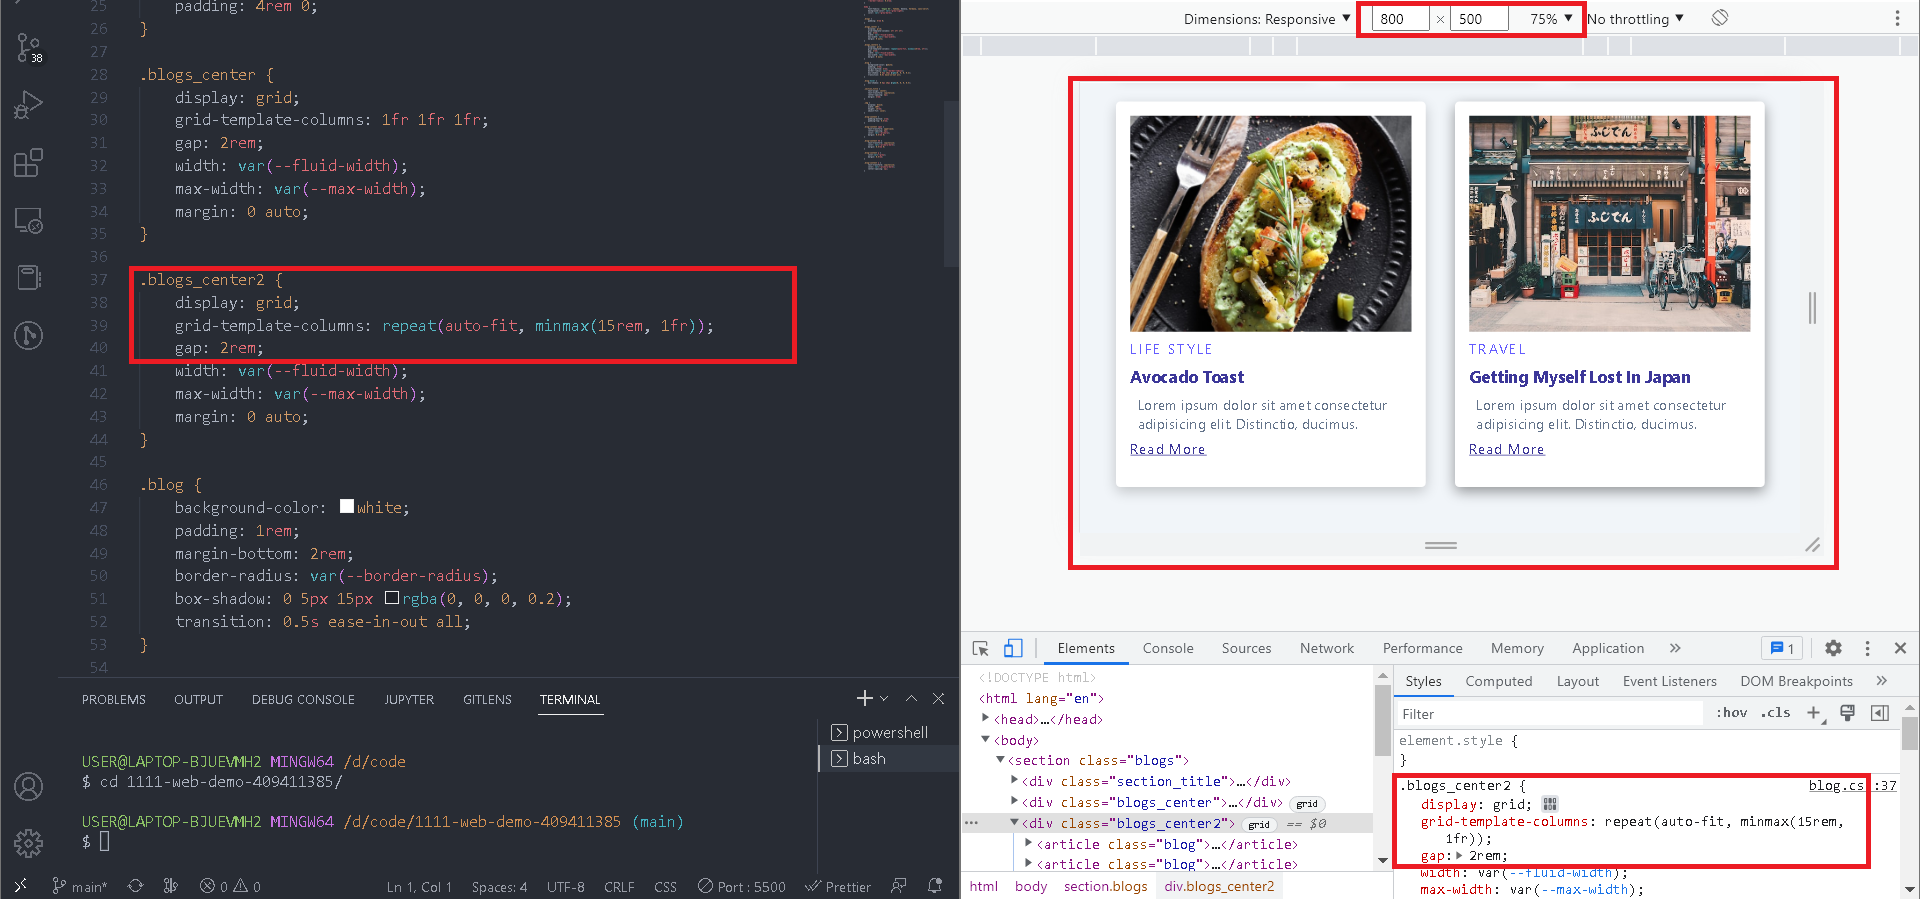 25 padding: 4rem 0;
26 }
27
28 .blogs_center {
29 display: grid;
30 grid-template-columns: 1fr 1fr 1fr;
31 gap: 2rem;
32 width: var(--fluid-width);
33 max-width: var(--max-width);
34 margin: 0 auto;
35 }
36
37 .blogs_center2 {
38 display: grid;
39 grid-template-columns: repeat(auto-fit, minmax(15rem, 1fr));
40 gap: 2rem;
41 width: var(--fluid-width);
42 max-width: var(--max-width);
43 margin: 0 auto;
44 }
45
46 .blog {
47 background-color: white;
48 padding: 1rem;
49 margin-bottom: 2rem;
50 border-radius: var(--border-radius);
51 box-shadow: 0 5px 15px rgba(0, 0, 0, 0.2);
52 transition: 0.5s ease-in-out all;
53 }
54
38
PROBLEMS OUTPUT DEBUG CONSOLE JUPYTER GITLENS TERMINAL
powershell
bash
USER@LAPTOP-BJUEVMH2 MINGW64 /d/code
$ cd 1111-web-demo-409411385/
USER@LAPTOP-BJUEVMH2 MINGW64 /d/code/1111-web-demo-409411385 (main)
$
main* 0 0 Ln 1, Col 1 Spaces: 4 UTF-8 CRLF CSS Port : 5500 Prettier
Dimensions: Responsive 800 × 500 75% No throttling
ふじでん
ふじでん
LIFE STYLE
Avocado Toast
Lorem ipsum dolor sit amet consectetur
adipisicing elit. Distinctio, ducimus.
Read More
TRAVEL
Getting Myself Lost In Japan
Lorem ipsum dolor sit amet consectetur
adipisicing elit. Distinctio, ducimus.
Read More
Elements Console Sources Network Performance Memory Application » 1
<!DOCTYPE html>
<html lang="en">
<head>…</head>
<body>
<section class="blogs">
<div class="section_title">…</div>
<div class="blogs_center">…</div> grid
<div class="blogs_center2"> grid == $0
<article class="blog">…</article>
<article class="blog">…</article>
html body section.blogs div.blogs_center2
Styles Computed Layout Event Listeners DOM Breakpoints »
Filter :hov .cls +
element.style {
}
.blogs_center2 { blog.cs :37
display: grid;
grid-template-columns: repeat(auto-fit, minmax(15rem,
1fr));
gap: 2rem;
width: var(--fluid-width);
max-width: var(--max-width);